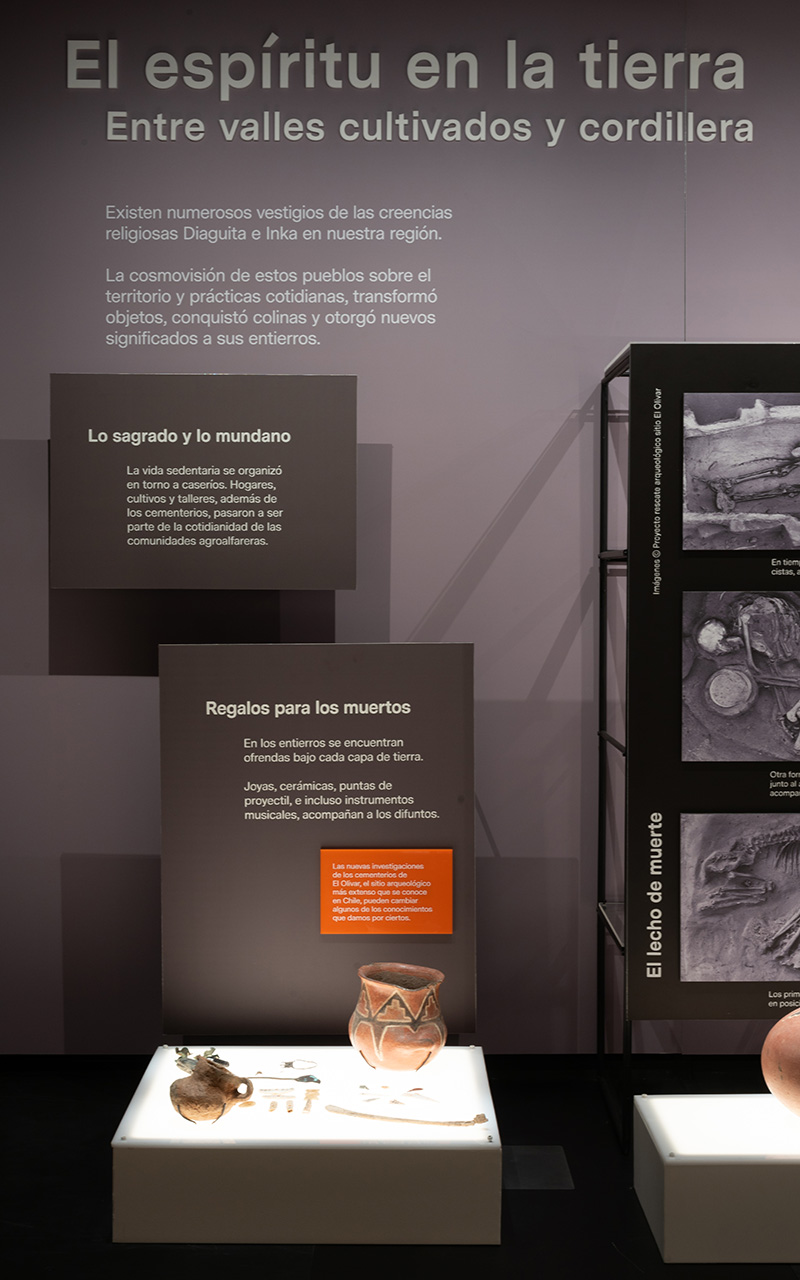 El espíritu en la tierra
Entre valles cultivados y cordillera
Existen numerosos vestigios de las creencias
religiosas Diaguita e Inka en nuestra región.
La cosmovisión de estos pueblos sobre el
territorio y prácticas cotidianas, transformó
objetos, conquistó colinas y otorgó nuevos
significados a sus entierros.
Lo sagrado y lo mundano
La vida sedentaria se organizó
en torno a caseríos. Hogares,
cultivos y talleres, además de
los cementerios, pasaron a ser
parte de la cotidianidad de las
comunidades agroalfareras.
Regalos para los muertos
En los entierros se encuentran
ofrendas bajo cada capa de tierra.
Joyas, cerámicas, puntas de
proyectil, e incluso instrumentos
musicales, acompañan a los difuntos.
Las nuevas investigaciones
de los cementerios de
El Olivar, el sitio arqueológico
más extenso que se conoce
en Chile, pueden cambiar
algunos de los conocimientos
que damos por ciertos.
Imágenes © Proyecto rescate arqueológico sitio El Olivar
El lecho de muerte
En
cistas,
Otra
junto al
Los
en